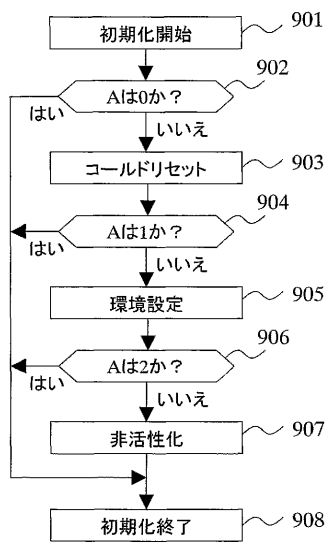 初期化開始
901
Aは0か？
902
はい
いいえ
コールドリセット
903
Aは1か？
904
はい
いいえ
環境設定
905
Aは2か？
906
はい
いいえ
非活性化
907
初期化終了
908